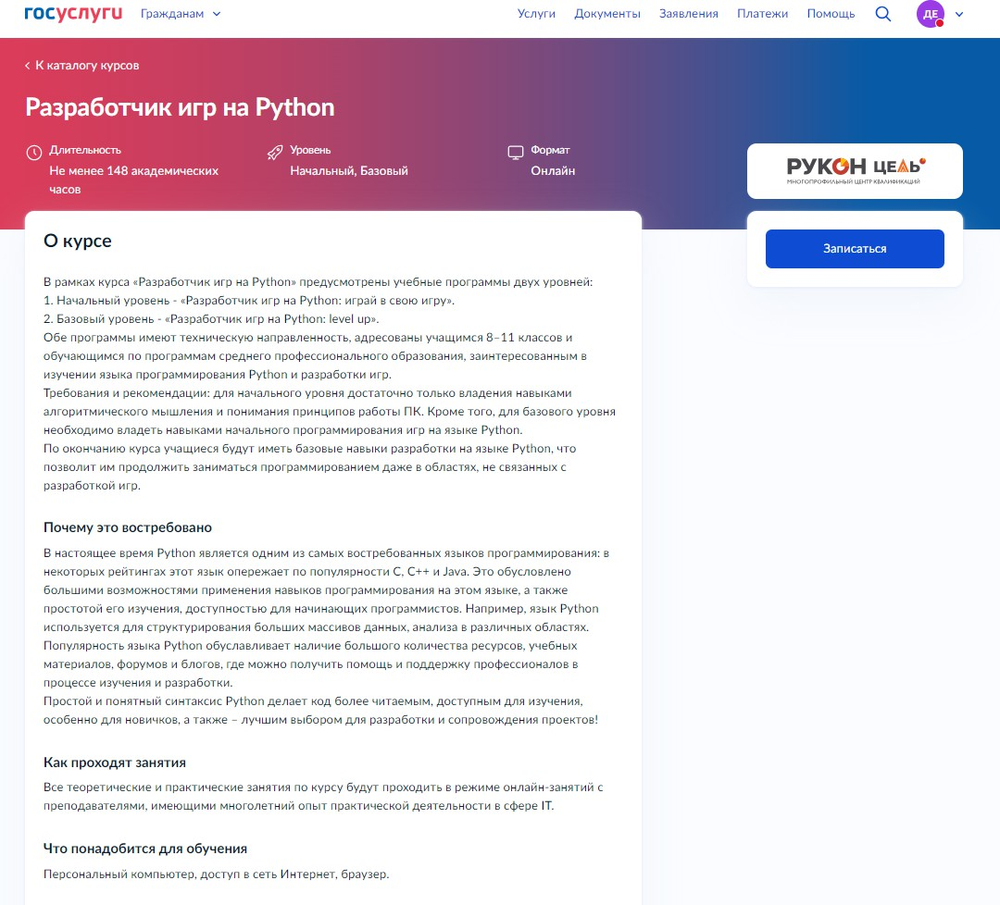 госуслуги
Гражданам
Услуги Документы Заявления Платежи Помощь
ДЕ
К каталогу курсов
Разработчик игр на Python
Длительность
Не менее 148 академических
часов
Уровень
Начальный, Базовый
Формат
Онлайн
РУКОН ЦЕЛЬ
МНОГОПРОФИЛЬНЫЙ ЦЕНТР КВАЛИФИКАЦИЙ
Записаться
О курсе
В рамках курса «Разработчик игр на Python» предусмотрены учебные программы двух уровней:
1. Начальный уровень - «Разработчик игр на Python: играй в свою игру».
2. Базовый уровень - «Разработчик игр на Python: level up».
Обе программы имеют техническую направленность, адресованы учащимся 8–11 классов и
обучающимся по программам среднего профессионального образования, заинтересованным в
изучении языка программирования Python и разработки игр.
Требования и рекомендации: для начального уровня достаточно только владения навыками
алгоритмического мышления и понимания принципов работы ПК. Кроме того, для базового уровня
необходимо владеть навыками начального программирования игр на языке Python.
По окончанию курса учащиеся будут иметь базовые навыки разработки на языке Python, что
позволит им продолжить заниматься программированием даже в областях, не связанных с
разработкой игр.
Почему это востребовано
В настоящее время Python является одним из самых востребованных языков программирования: в
некоторых рейтингах этот язык опережает по популярности C, C++ и Java. Это обусловлено
большими возможностями применения навыков программирования на этом языке, а также
простотой его изучения, доступностью для начинающих программистов. Например, язык Python
используется для структурирования больших массивов данных, анализа в различных областях.
Популярность языка Python обуславливает наличие большого количества ресурсов, учебных
материалов, форумов и блогов, где можно получить помощь и поддержку профессионалов в
процессе изучения и разработки.
Простой и понятный синтаксис Python делает код более читаемым, доступным для изучения,
особенно для новичков, а также – лучшим выбором для разработки и сопровождения проектов!
Как проходят занятия
Все теоретические и практические занятия по курсу будут проходить в режиме онлайн-занятий с
преподавателями, имеющими многолетний опыт практической деятельности в сфере IT.
Что понадобится для обучения
Персональный компьютер, доступ в сеть Интернет, браузер.